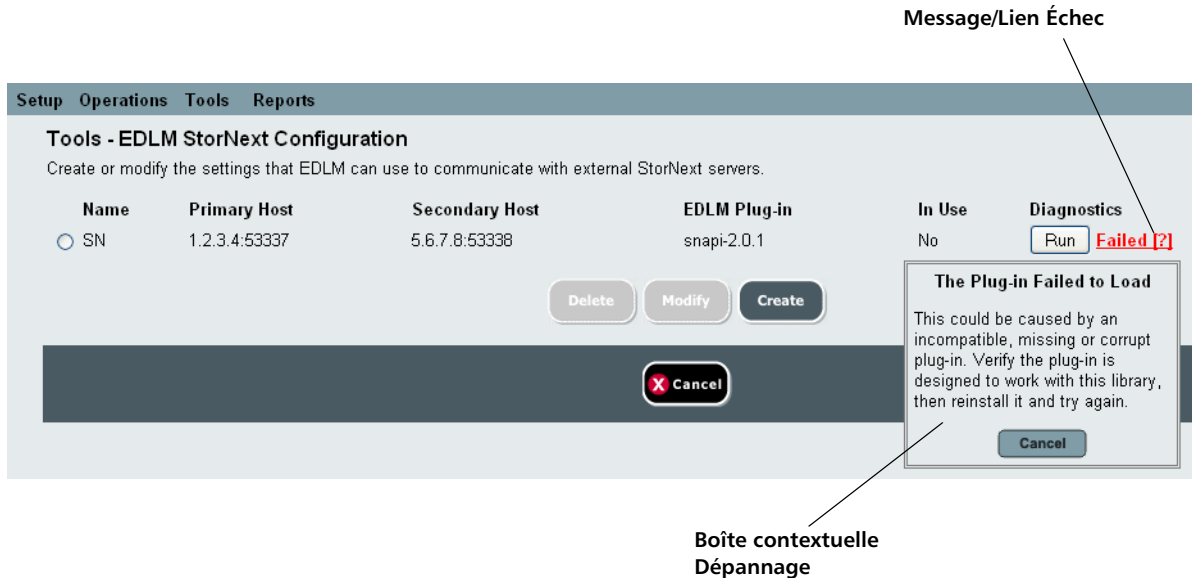 Message/Lien Échec
Setup Operations Tools Reports
Tools - EDLM StorNext Configuration
Create or modify the settings that EDLM can use to communicate with external StorNext servers.
Name Primary Host Secondary Host EDLM Plug-in In Use Diagnostics
SN 1.2.3.4:53337 5.6.7.8:53338 snapi-2.0.1 No Run Failed [?]
Delete Modify Create
The Plug-in Failed to Load
This could be caused by an
incompatible, missing or corrupt
plug-in. Verify the plug-in is
designed to work with this library,
then reinstall it and try again.
Cancel
X Cancel
Boîte contextuelle
Dépannage